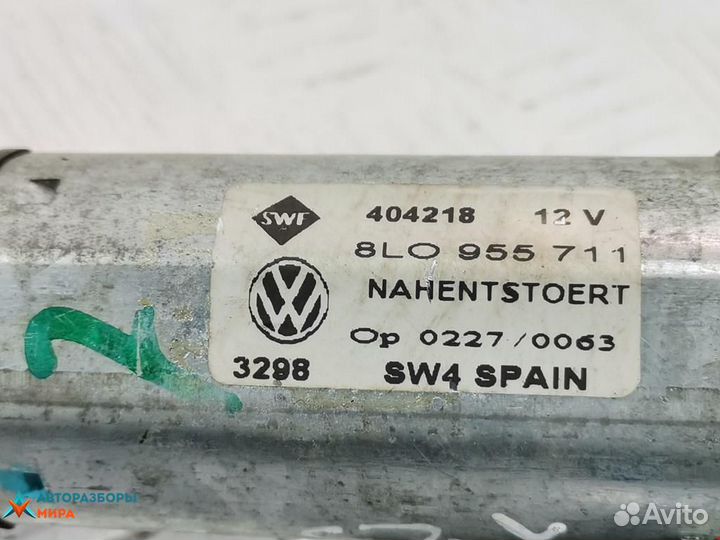 SWF 404218 12 V
8L0 955 711
NAHENTSTOERT
Op 0227/0063
3298 SW4 SPAIN
АВТОРАЗБОРЫ
МИРА
Avito